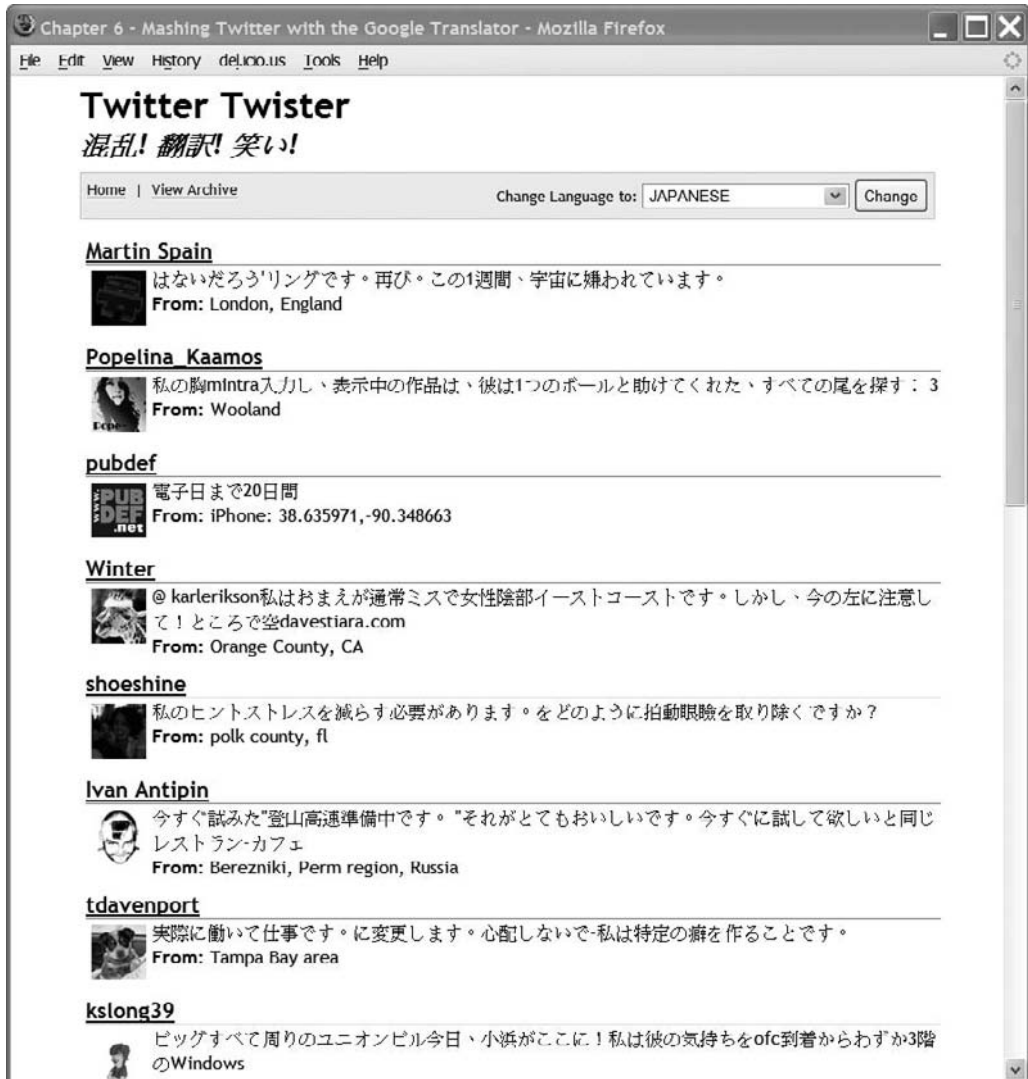 Chapter 6 - Mashing Twitter with the Google Translator - Mozilla Firefox
File Edit View History del.icio.us Tools Help
Twitter Twister
混乱! 翻訳! 笑い!
Home | View Archive Change Language to: JAPANESE Change
Martin Spain
はないだろう'リングです。再び。この1週間、宇宙に嫌われています。
From: London, England
Popelina_Kaamos
私の胸mintra入力し、表示中の作品は、彼は1つのボールと助けてくれた、すべての尾を探す: 3
From: Wooland
Pope
pubdef
電子日まで20日間
www.PUB
DEF
.net
From: iPhone: 38.635971,-90.348663
Winter
@ karlerikson私はおまえが通常ミスで女性陰部イーストコーストです。しかし、今の左に注意し
て!ところで空davestiara.com
From: Orange County, CA
shoeshine
私のヒントストレスを減らす必要があります。をどのように拍動眼瞼を取り除くですか?
From: polk county, fl
Ivan Antipin
今すぐ試みた"登山高速準備中です。 "それがとてもおいしいです。今すぐに試して欲しいと同じ
レストラン-カフェ
From: Berezniki, Perm region, Russia
tdavenport
実際に働いて仕事です。に変更します。心配しないで-私は特定の癖を作ることです。
From: Tampa Bay area
kslong39
ビッグすべて周りのユニオンビル今日、小浜がここに!私は彼の気持ちをofc到着からわずか3階
のWindows